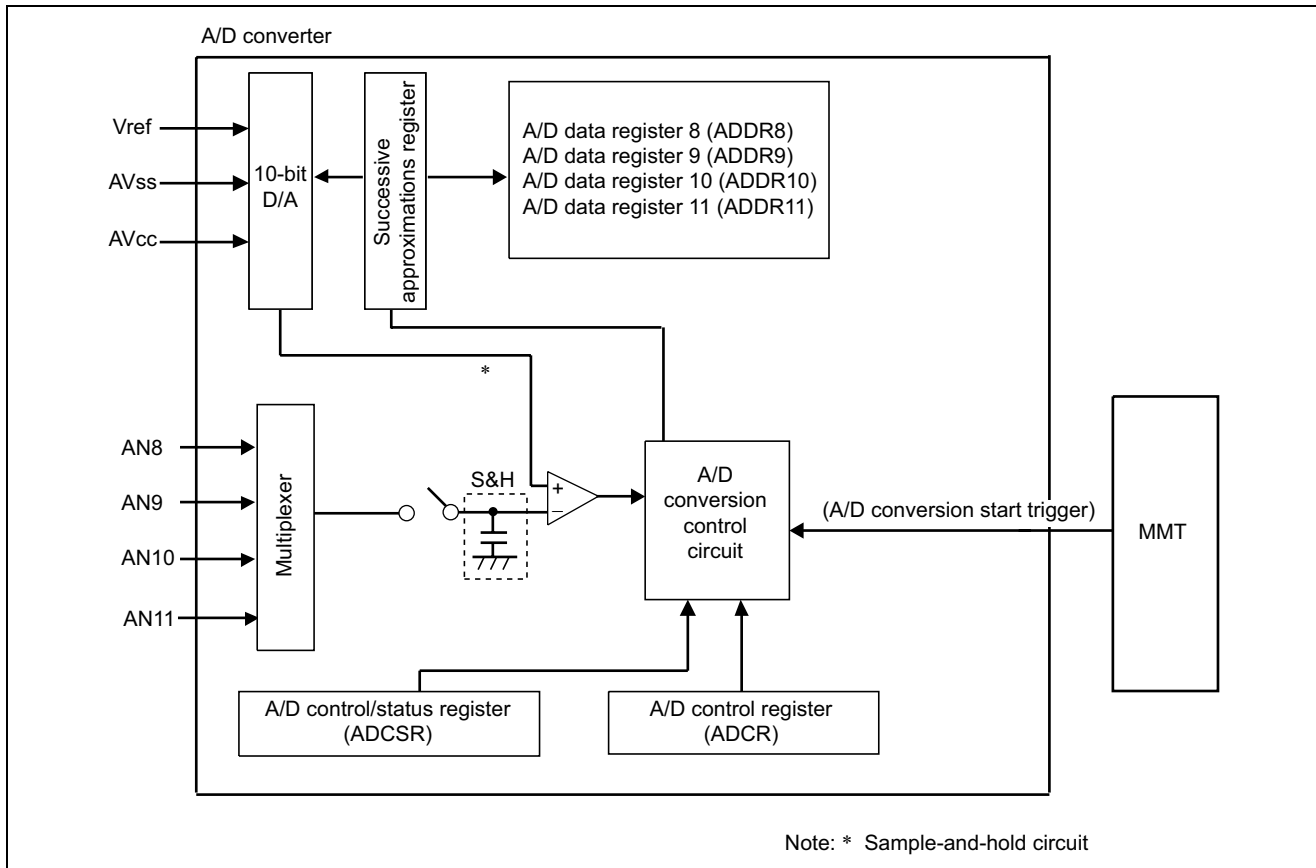 A/D converter
Vref
AVss
AVcc
10-bit
D/A
Successive
approximations register
A/D data register 8 (ADDR8)
A/D data register 9 (ADDR9)
A/D data register 10 (ADDR10)
A/D data register 11 (ADDR11)
*
AN8
AN9
AN10
AN11
Multiplexer
S&H
+
−
A/D
conversion
control
circuit
(A/D conversion start trigger)
MMT
A/D control/status register
(ADCSR)
A/D control register
(ADCR)
Note: * Sample-and-hold circuit